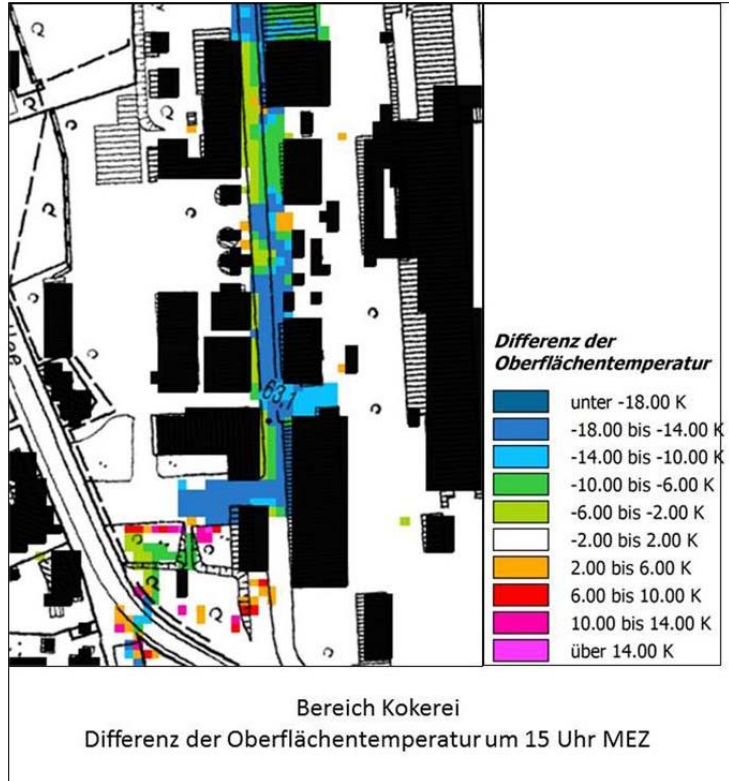 63,1
Differenz der
Oberflächentemperatur
unter -18.00 K
-18.00 bis -14.00 K
-14.00 bis -10.00 K
-10.00 bis -6.00 K
-6.00 bis -2.00 K
-2.00 bis 2.00 K
2.00 bis 6.00 K
6.00 bis 10.00 K
10.00 bis 14.00 K
über 14.00 K
Bereich Kokerei
Differenz der Oberflächentemperatur um 15 Uhr MEZ